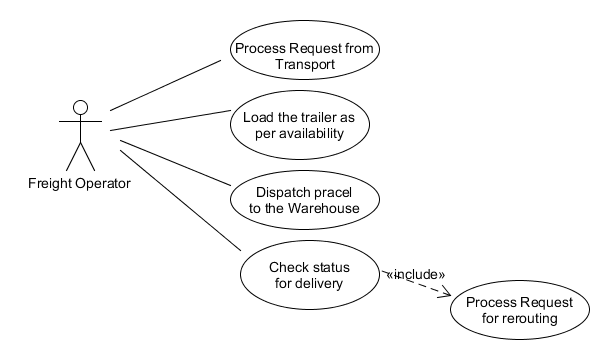 Process Request from
Transport
Load the trailer as
per availability
Freight Operator
Dispatch pracel
to the Warehouse
Check status
for delivery
«include»
Process Request
for rerouting